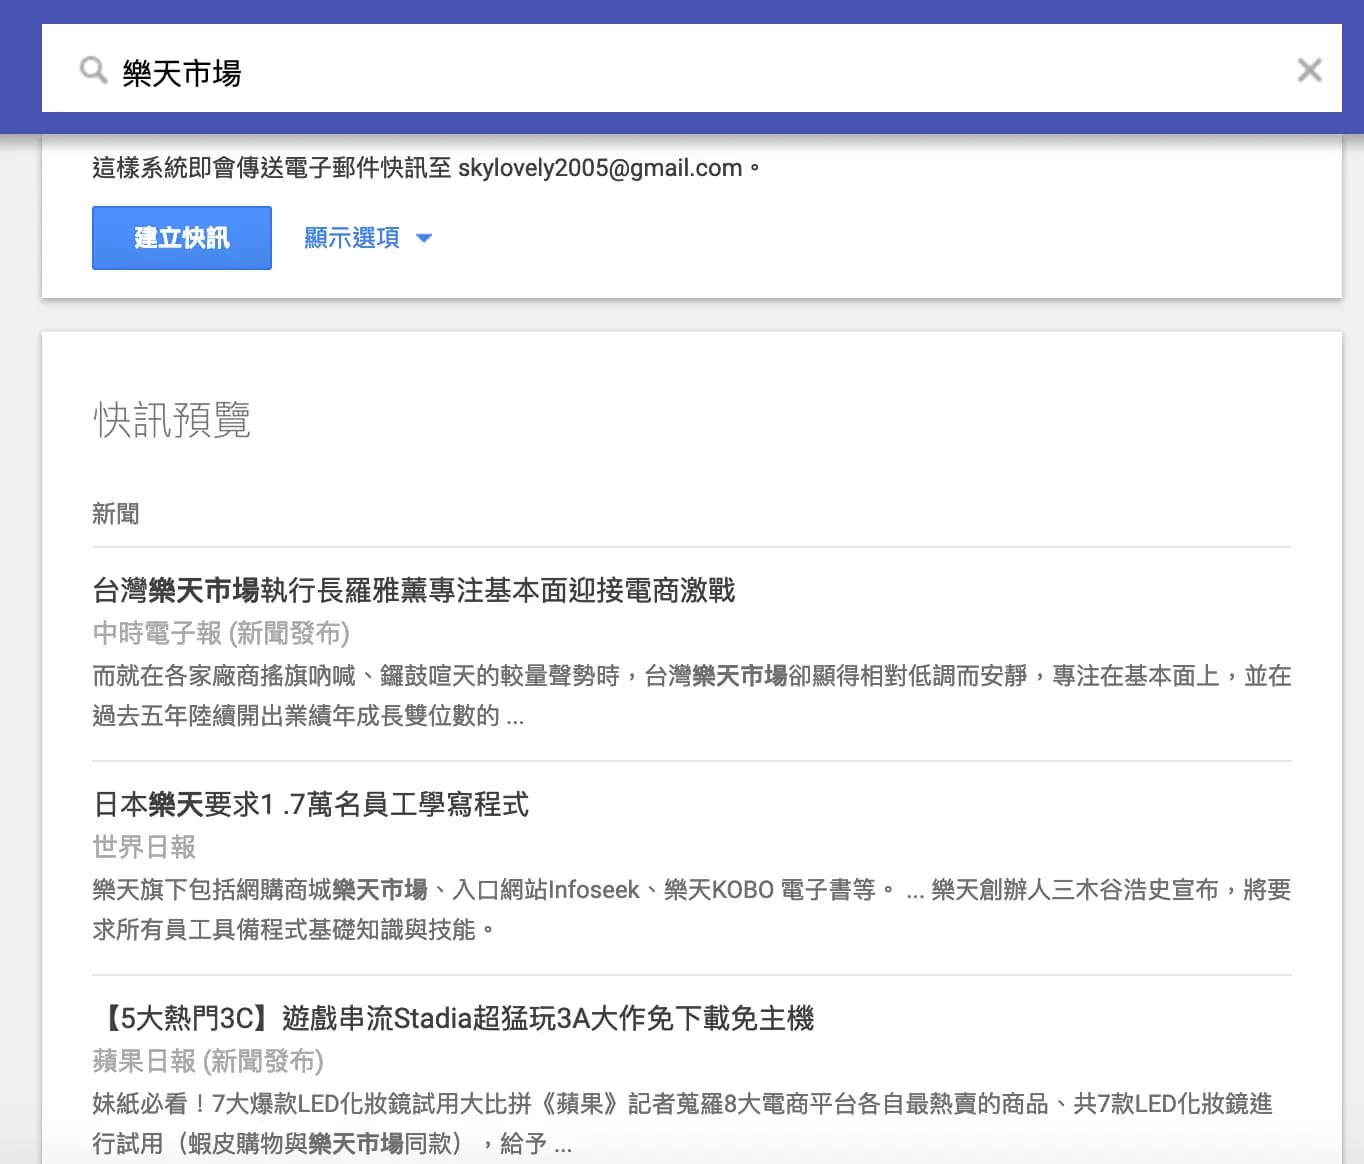 樂天市場
這樣系統即會傳送電子郵件快訊至 skylovely2005@gmail.com。
建立快訊
顯示選項
快訊預覽
新聞
台灣樂天市場執行長羅雅薰專注基本面迎接電商激戰
中時電子報 (新聞發布)
而就在各家廠商搖旗吶喊、鑼鼓喧天的較量聲勢時，台灣樂天市場卻顯得相對低調而安靜，專注在基本面上，並在
過去五年陸續開出業績年成長雙位數的 ...
日本樂天要求1 .7萬名員工學寫程式
世界日報
樂天旗下包括網購商城樂天市場、入口網站Infoseek、樂天KOBO 電子書等。 ... 樂天創辦人三木谷浩史宣布，將要
求所有員工具備程式基礎知識與技能。
【5大熱門3C】遊戲串流Stadia超猛玩3A大作免下載免主機
蘋果日報 (新聞發布)
妹紙必看！7大爆款LED化妝鏡試用大比拼《蘋果》記者蒐羅8大電商平台各自最熱賣的商品、共7款LED化妝鏡進
行試用（蝦皮購物與樂天市場同款），給予 ...